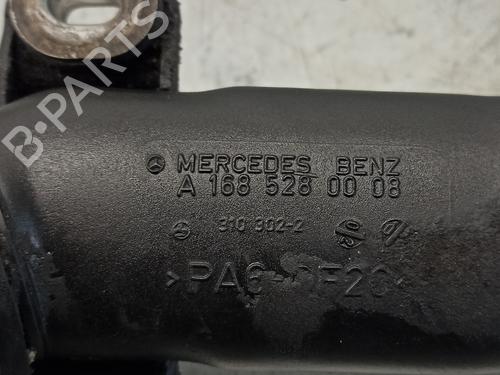 B-PARTS
MERCEDES BENZ
A 168 528 00 08
310 302-2
>PA6-GF20<